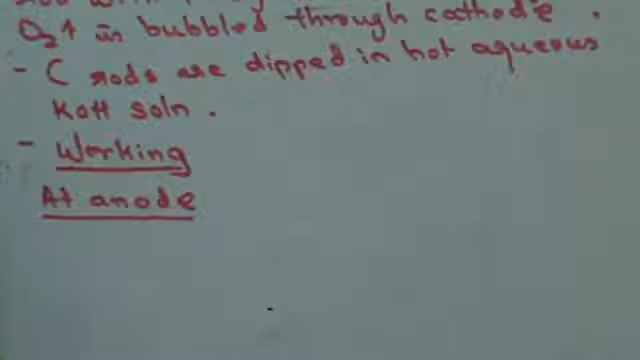 O2↑ is bubbled through cathode .
- C rods are dipped in hot aqueous
KOH soln .
- Working
At anode